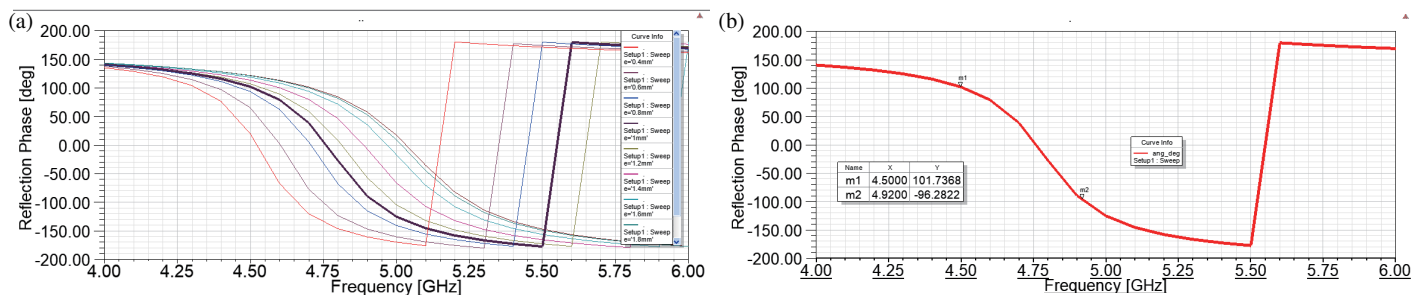 (a)
Reflection Phase [deg]
200.00
150.00
100.00
50.00
0.00
-50.00
-100.00
-150.00
-200.00
4.00 4.25 4.50 4.75 5.00 5.25 5.50 5.75 6.00
Frequency [GHz]
Curve Info
Setup1 : Sweep
e='0.4mm'
Setup1 : Sweep
e='0.6mm'
Setup1 : Sweep
e='0.8mm'
Setup1 : Sweep
e='1mm'
Setup1 : Sweep
e='1.2mm'
Setup1 : Sweep
e='1.4mm'
Setup1 : Sweep
e='1.6mm'
Setup1 : Sweep
e='1.8mm'
(b)
Reflection Phase [deg]
200.00
150.00
100.00
50.00
0.00
-50.00
-100.00
-150.00
-200.00
4.00 4.25 4.50 4.75 5.00 5.25 5.50 5.75 6.00
Frequency [GHz]
m1
m2
Name X Y
m1 4.5000 101.7368
m2 4.9200 -96.2822
Curve Info
ang_deg
Setup1 : Sweep